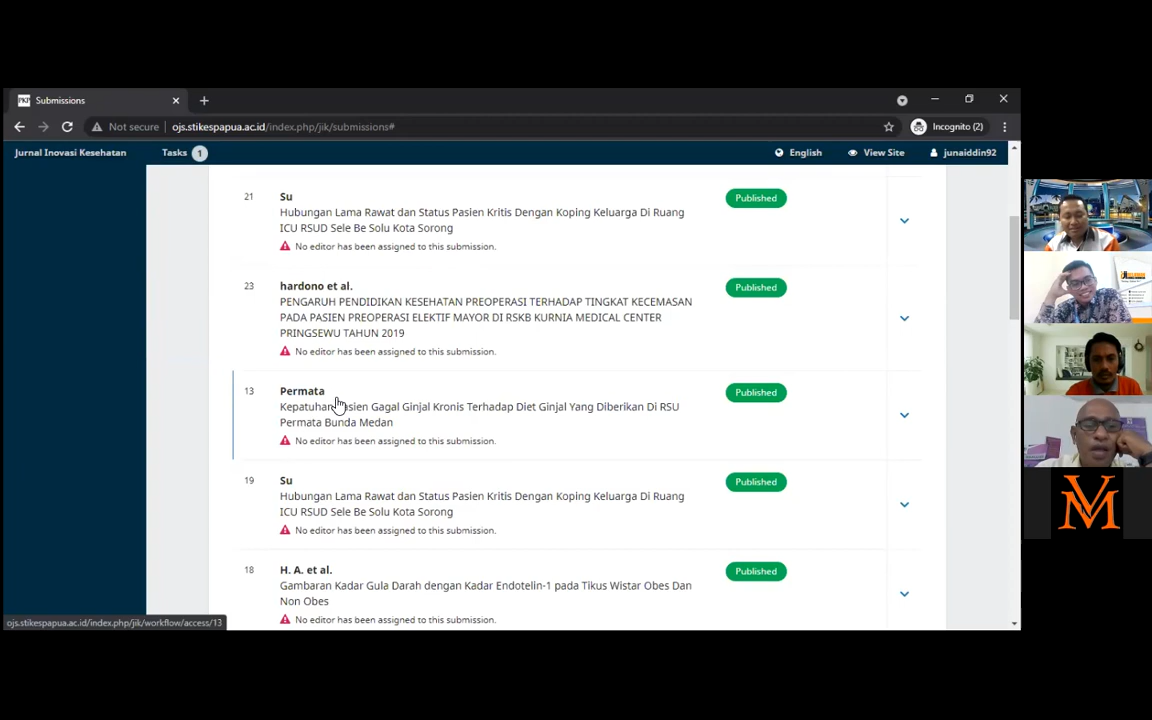 Submissions
Not secure
ojs.stikespapua.ac.id/index.php/jik/submissions#
Incognito (2)
Jurnal Inovasi Kesehatan
Tasks
1
English
View Site
junaiddin92
21
Su
Published
Hubungan Lama Rawat dan Status Pasien Kritis Dengan Koping Keluarga Di Ruang
ICU RSUD Sele Be Solu Kota Sorong
No editor has been assigned to this submission.
23
hardono et al.
Published
PENGARUH PENDIDIKAN KESEHATAN PREOPERASI TERHADAP TINGKAT KECEMASAN
PADA PASIEN PREOPERASI ELEKTIF MAYOR DI RSKB KURNIA MEDICAL CENTER
PRINGSEWU TAHUN 2019
No editor has been assigned to this submission.
13
Permata
Published
Kepatuhan Pasien Gagal Ginjal Kronis Terhadap Diet Ginjal Yang Diberikan Di RSU
Permata Bunda Medan
No editor has been assigned to this submission.
19
Su
Published
Hubungan Lama Rawat dan Status Pasien Kritis Dengan Koping Keluarga Di Ruang
ICU RSUD Sele Be Solu Kota Sorong
No editor has been assigned to this submission.
18
H. A. et al.
Published
Gambaran Kadar Gula Darah dengan Kadar Endotelin-1 pada Tikus Wistar Obes Dan
Non Obes
No editor has been assigned to this submission.
ojs.stikespapua.ac.id/index.php/jik/workflow/access/13